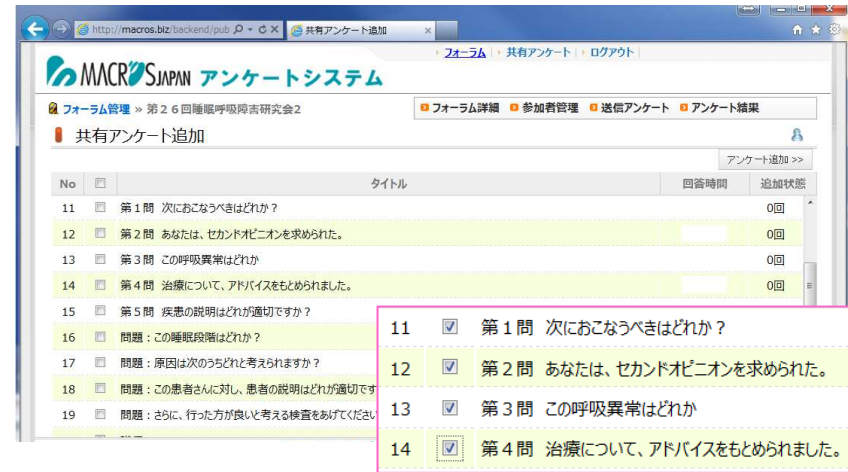 http://macros.biz/backend/pub
共有アンケート追加
フォーラム | 共有アンケート | ログアウト
MACROS JAPAN アンケートシステム
フォーラム管理 » 第26回睡眠呼吸障害研究会2
フォーラム詳細 参加者管理 送信アンケート アンケート結果
共有アンケート追加
アンケート追加 >>
No タイトル 回答時間 追加状態
11 第1問 次におこなうべきはどれか？ 0回
12 第2問 あなたは、セカンドオピニオンを求められた。 0回
13 第3問 この呼吸異常はどれか 0回
14 第4問 治療について、アドバイスをもとめられました。 0回
15 第5問 疾患の説明はどれが適切ですか？
16 問題：この睡眠段階はどれか？
17 問題：原因は次のうちどれと考えられますか？
18 問題：この患者さんに対し、患者の説明はどれが適切です
19 問題：さらに、行った方が良いと考える検査をあげてください
11 第1問 次におこなうべきはどれか？
12 第2問 あなたは、セカンドオピニオンを求められた。
13 第3問 この呼吸異常はどれか
14 第4問 治療について、アドバイスをもとめられました。